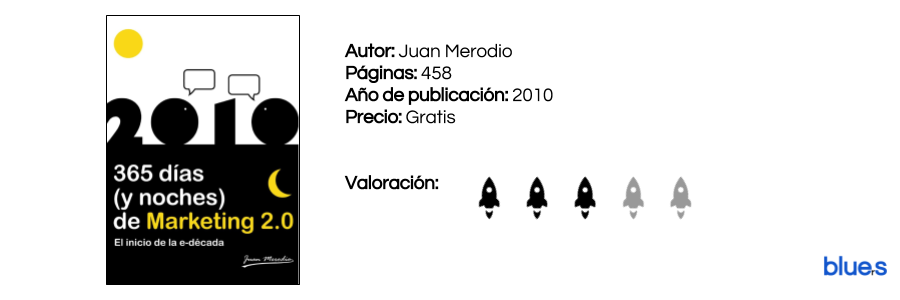 2010
365 días
(y noches)
de Marketing 2.0
El inicio de la e-década
Juan Merodio
Autor: Juan Merodio
Páginas: 458
Año de publicación: 2010
Precio: Gratis
Valoración:
bluers